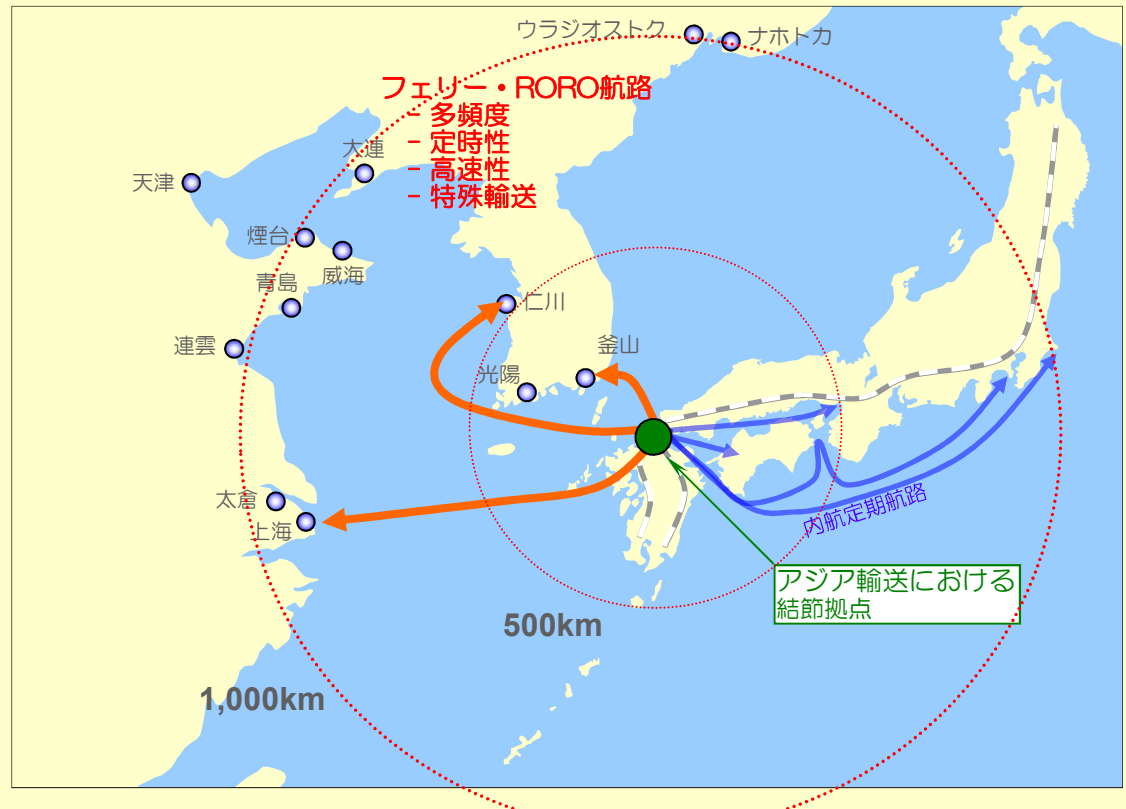 ウラジオストク
ナホトカ
フェリー・RORO航路
- 多頻度
- 定時性
- 高速性
- 特殊輸送
大連
天津
煙台
威海
青島
仁川
連雲
釜山
光陽
太倉
上海
内航定期航路
アジア輸送における
結節拠点
500km
1,000km